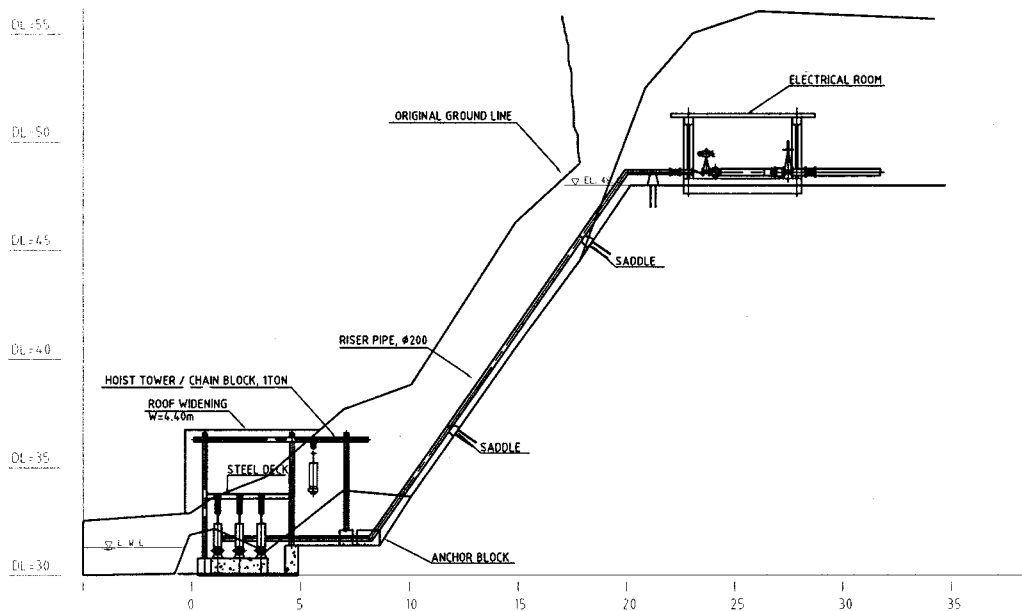 DL=55
ELECTRICAL ROOM
ORIGINAL GROUND LINE
DL=50
DL=45
SADDLE
RISER PIPE, φ200
DL=40
HOIST TOWER / CHAIN BLOCK, 1TON
ROOF WIDENING
W=4.40m
SADDLE
DL=35
STEEL DECK
L.W.L
ANCHOR BLOCK
DL=30
0 5 10 15 20 25 30 35